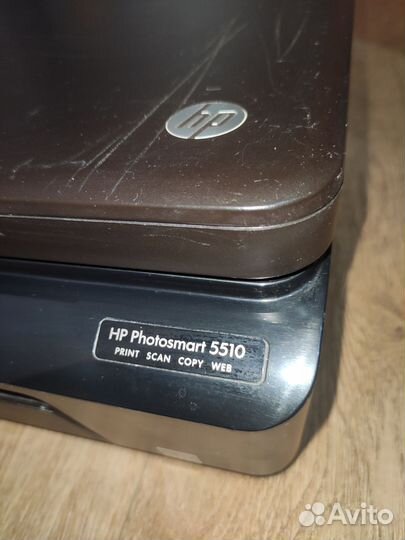 hp
HP Photosmart 5510
PRINT SCAN COPY WEB
Avito